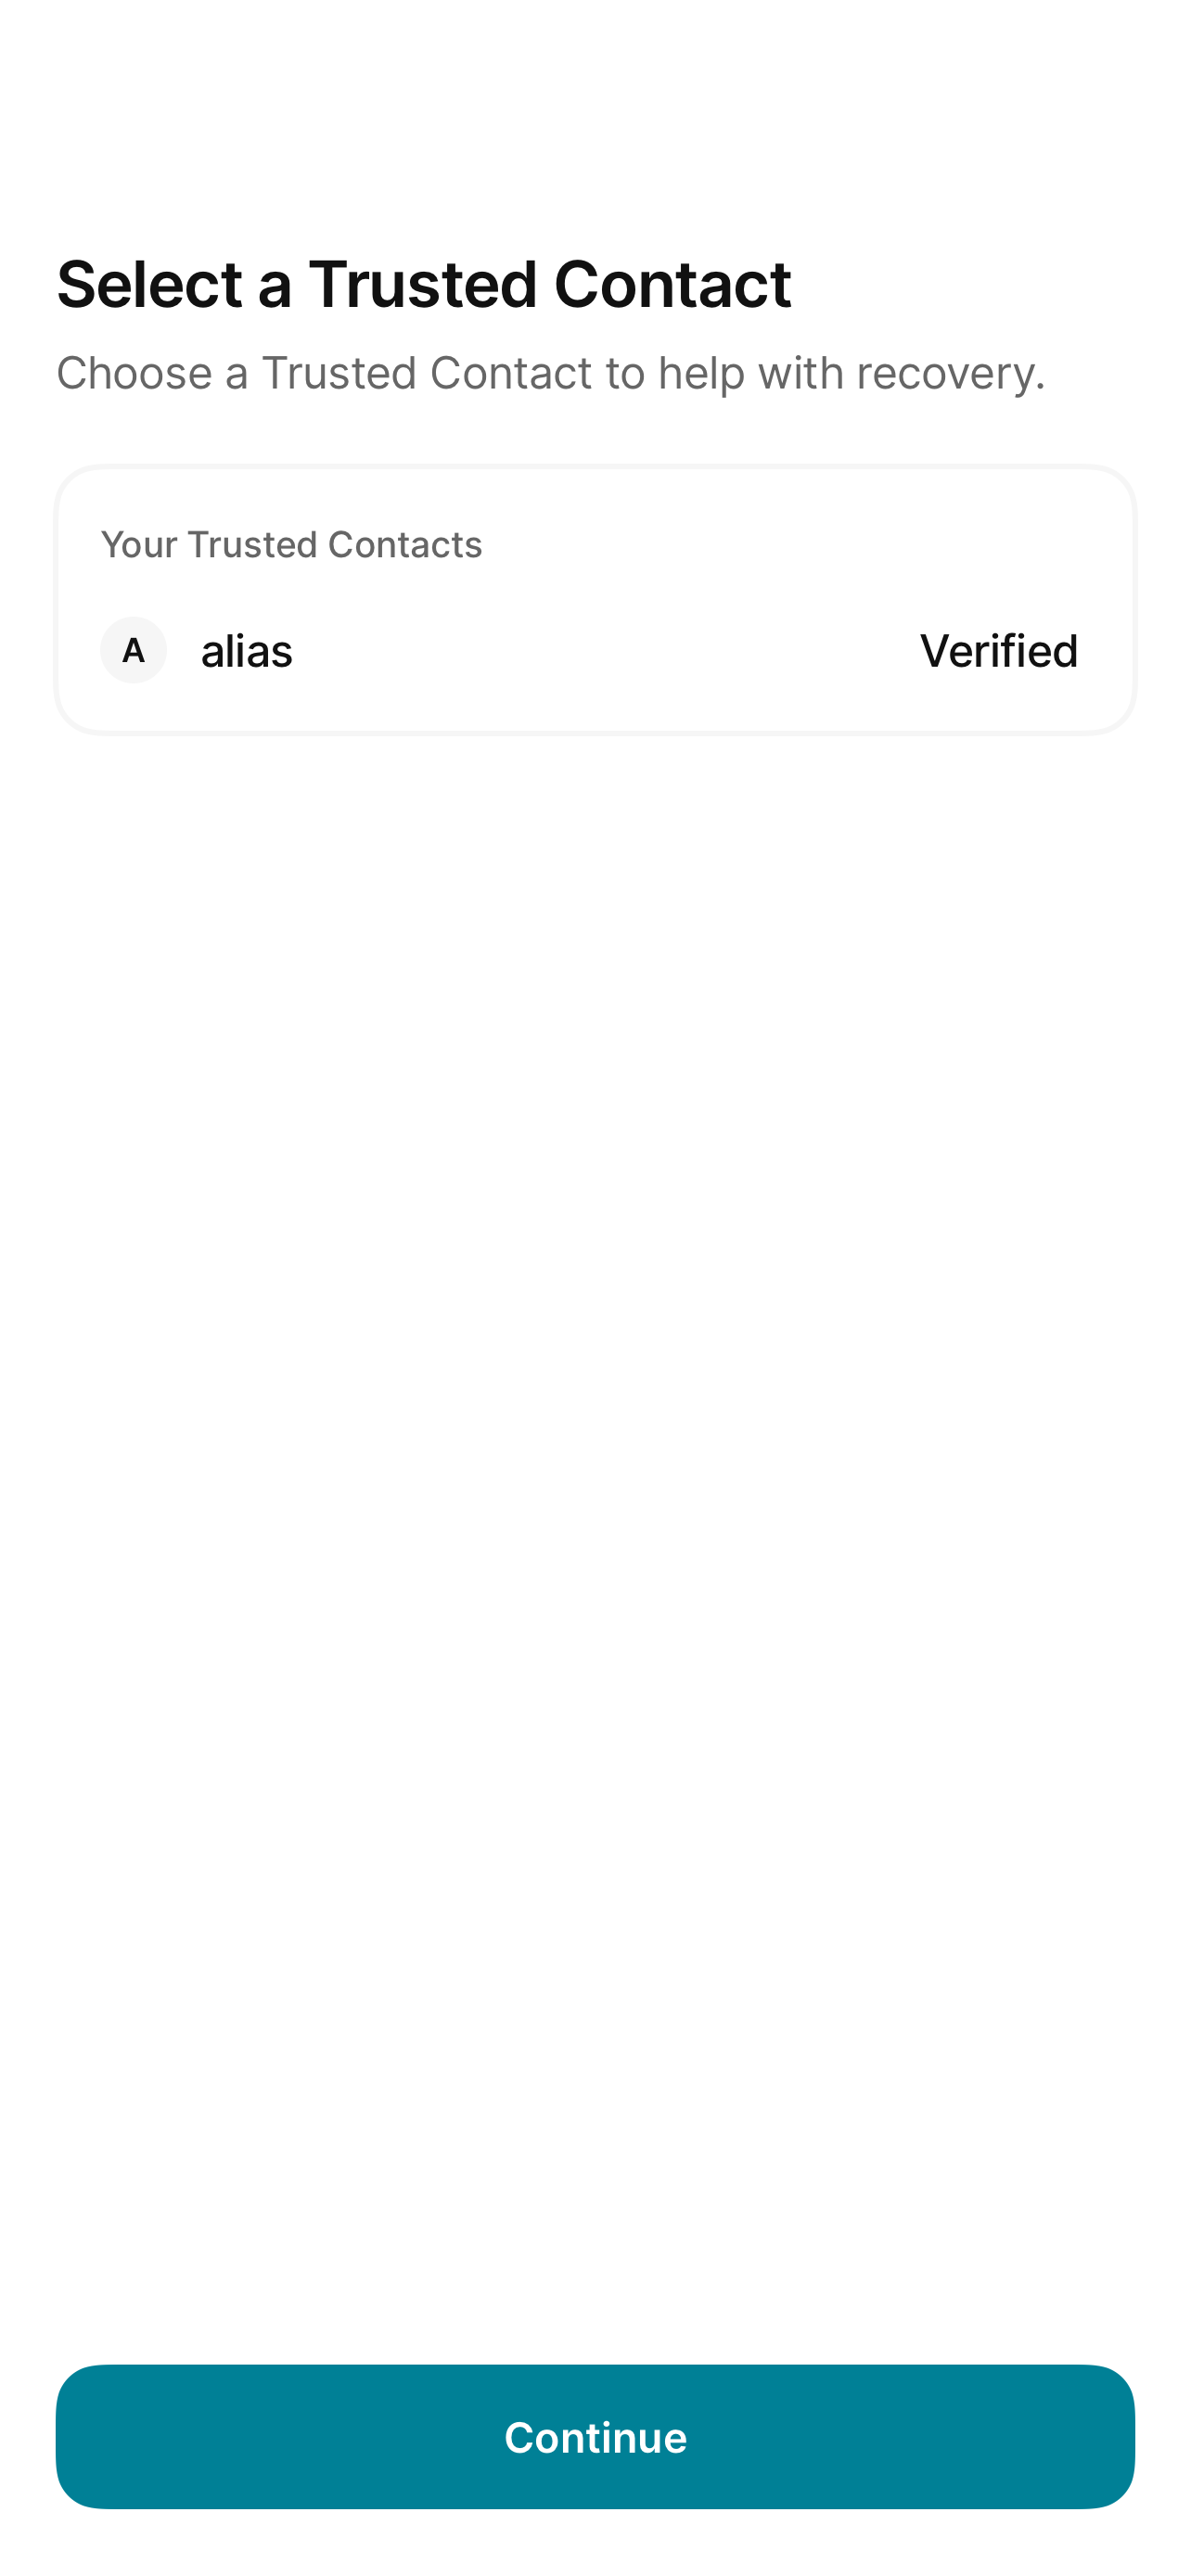 Select a Trusted Contact
Choose a Trusted Contact to help with recovery.
Your Trusted Contacts
A alias Verified
Continue